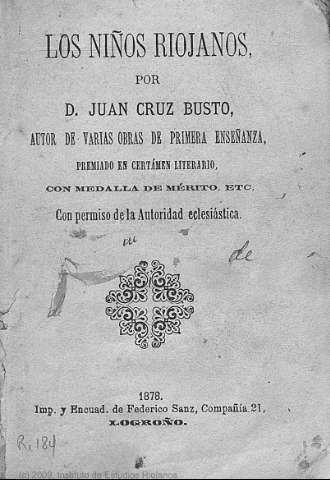 LOS NIÑOS RIOJANOS,
POR
D. JUAN CRUZ BUSTO,
AUTOR DE VARIAS OBRAS DE PRIMERA ENSEÑANZA,
PREMIADO EN CERTÁMEN LITERARIO,
CON MEDALLA DE MÉRITO, ETC.
Con permiso de la Autoridad eclesiástica.
de
1878.
Imp. y Encuad. de Federico Sanz, Compañía 21,
LOGROÑO.
R. 184
(c) 2009. Instituto de Estudios Riojanos